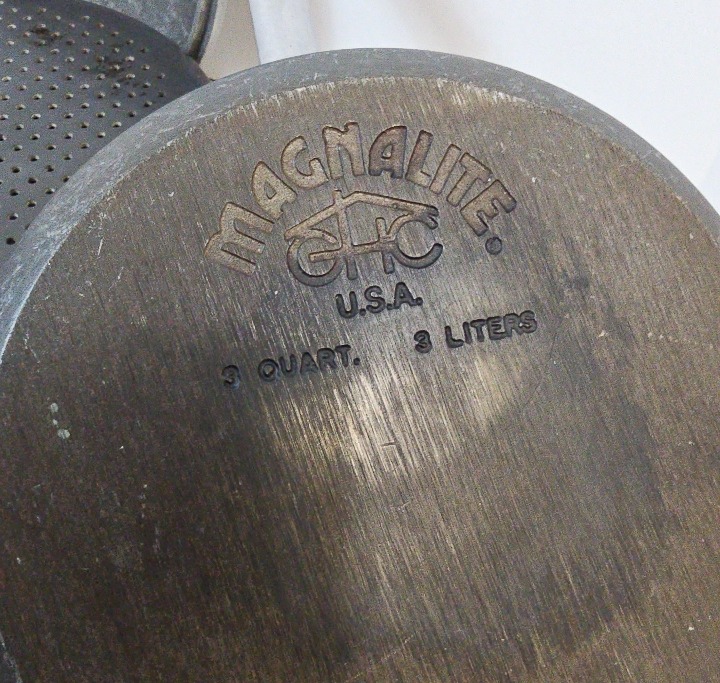 MAGNALITE®
GHC
U.S.A.
3 QUART. 3 LITERS